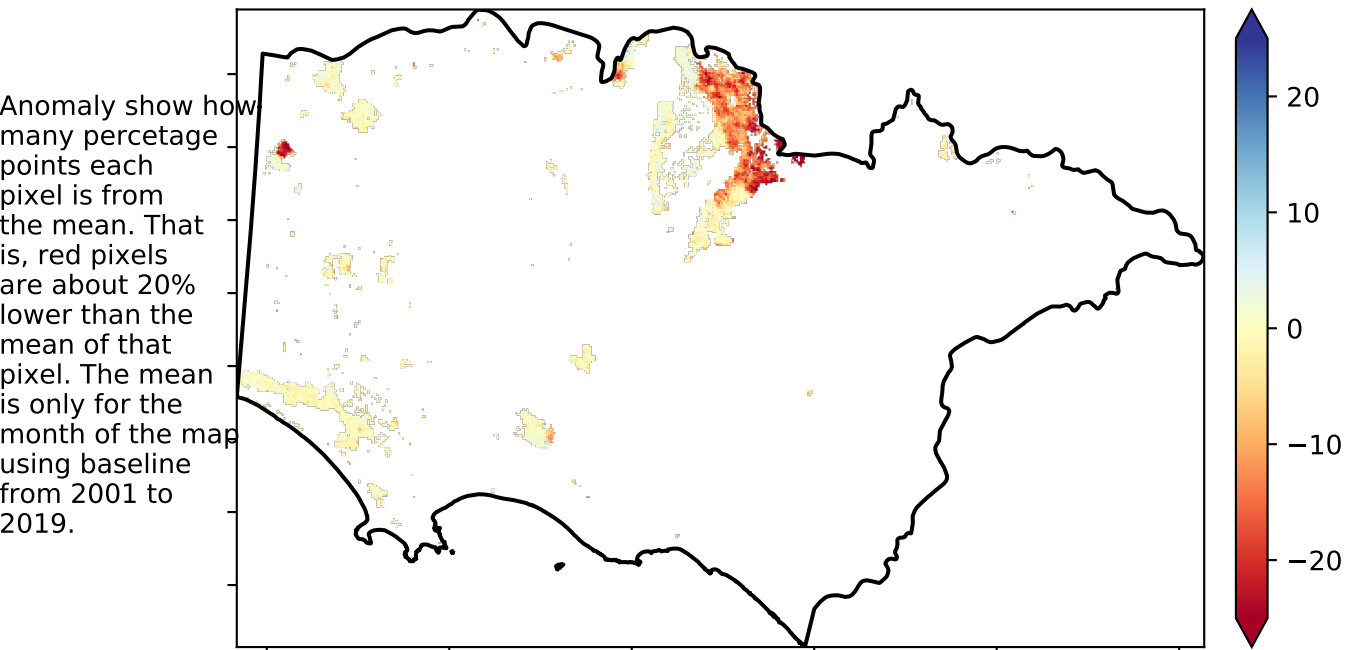 Anomaly show how
many percetage
points each
pixel is from
the mean. That
is, red pixels
are about 20%
lower than the
mean of that
pixel. The mean
is only for the
month of the map
using baseline
from 2001 to
2019.
20
10
0
−10
−20